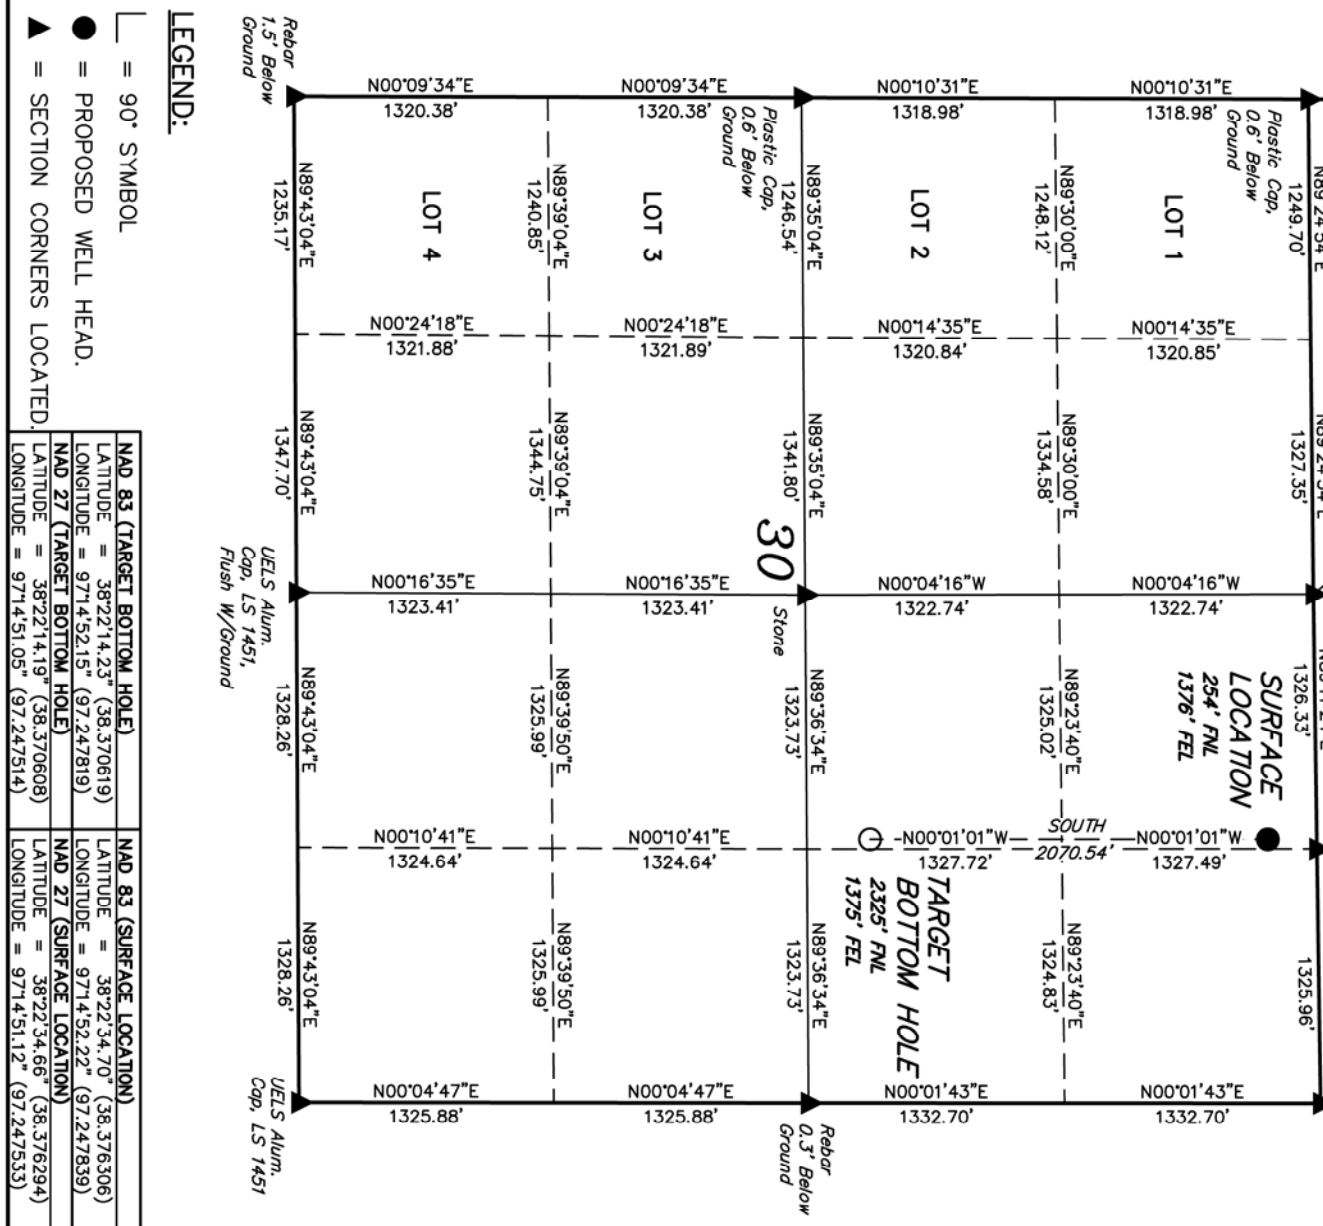 N89°24'54"E
1249.70'
N89°24'54"E
1327.35'
1326.33'
1325.96'
Plastic Cap,
0.6' Below
Ground
N00°10'31"E
1318.98'
LOT 1
N00°14'35"E
1320.85'
N00°04'16"W
1322.74'
SURFACE
LOCATION
254' FNL
1376' FEL
N00°01'01"W
1327.49'
N00°01'43"E
1332.70'
N89°30'00"E
1248.12'
N89°30'00"E
1334.58'
N89°23'40"E
1325.02'
SOUTH
2070.54'
N89°23'40"E
1324.83'
N00°10'31"E
1318.98'
LOT 2
N00°14'35"E
1320.84'
N00°04'16"W
1322.74'
N00°01'01"W
1327.72'
TARGET
BOTTOM HOLE
2325' FNL
1375' FEL
N00°01'43"E
1332.70'
Plastic Cap,
0.6' Below
Ground
N89°35'04"E
1246.54'
N89°35'04"E
1341.80'
30
Stone
N89°36'34"E
1323.73'
N89°36'34"E
1323.73'
Rebar
0.3' Below
Ground
N00°09'34"E
1320.38'
LOT 3
N00°24'18"E
1321.89'
N00°16'35"E
1323.41'
N00°10'41"E
1324.64'
N00°04'47"E
1325.88'
N89°39'04"E
1240.85'
N89°39'04"E
1344.75'
N89°39'50"E
1325.99'
N89°39'50"E
1325.99'
N00°09'34"E
1320.38'
LOT 4
N00°24'18"E
1321.88'
N00°16'35"E
1323.41'
N00°10'41"E
1324.64'
N00°04'47"E
1325.88'
Rebar
1.5' Below
Ground
N89°43'04"E
1235.17'
N89°43'04"E
1347.70'
UELS Alum.
Cap, LS 1451,
Flush W/Ground
N89°43'04"E
1328.26'
N89°43'04"E
1328.26'
UELS Alum.
Cap, LS 1451
LEGEND:
= 90° SYMBOL
= PROPOSED WELL HEAD.
= SECTION CORNERS LOCATED.
NAD 83 (TARGET BOTTOM HOLE)
LATITUDE = 38°22'14.23" (38.370619)
LONGITUDE = 97°14'52.15" (97.247819)
NAD 27 (TARGET BOTTOM HOLE)
LATITUDE = 38°22'14.19" (38.370608)
LONGITUDE = 97°14'51.05" (97.247514)
NAD 83 (SURFACE LOCATION)
LATITUDE = 38°22'34.70" (38.376306)
LONGITUDE = 97°14'52.22" (97.247839)
NAD 27 (SURFACE LOCATION)
LATITUDE = 38°22'34.66" (38.376294)
LONGITUDE = 97°14'51.12" (97.247533)